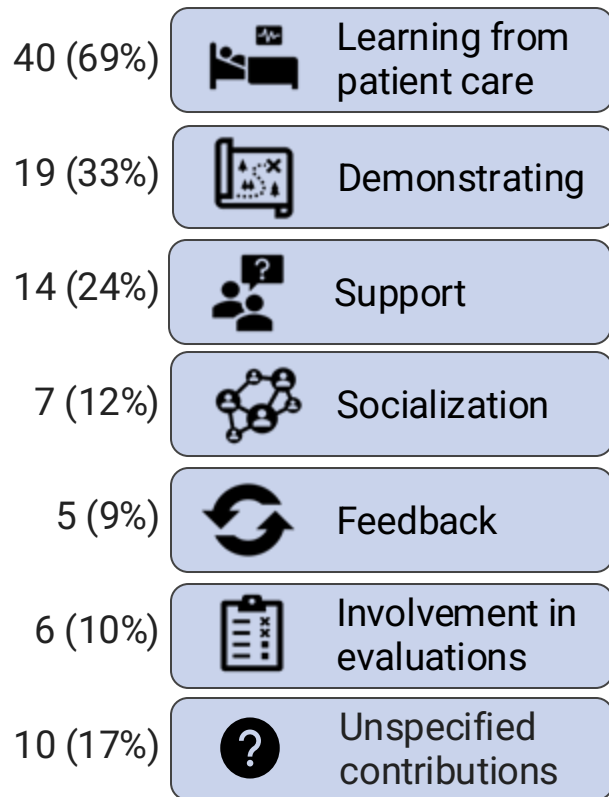 40 (69%)
Learning from
patient care
19 (33%)
Demonstrating
14 (24%)
?
Support
7 (12%)
Socialization
5 (9%)
Feedback
6 (10%)
Involvement in
evaluations
10 (17%)
?
Unspecified
contributions